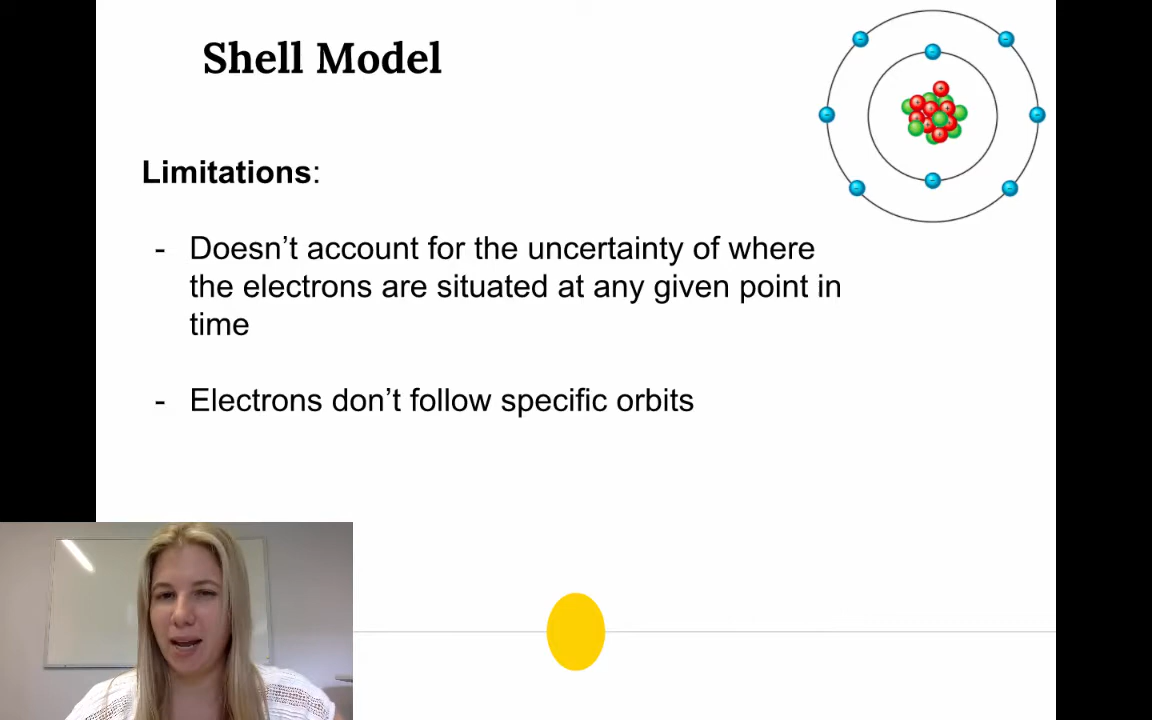 Shell Model
Limitations:
- Doesn’t account for the uncertainty of where
the electrons are situated at any given point in
time
- Electrons don’t follow specific orbits